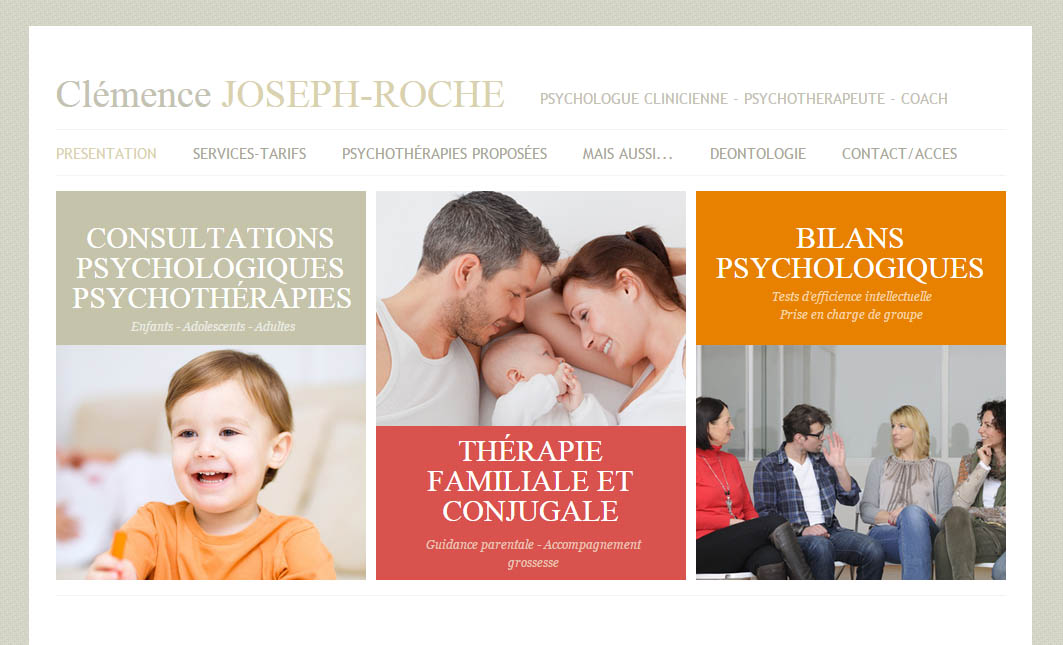 Clémence JOSEPH-ROCHE
PSYCHOLOGUE CLINICIENNE - PSYCHOTHERAPEUTE - COACH
PRESENTATION SERVICES-TARIFS PSYCHOTHÉRAPIES PROPOSÉES MAIS AUSSI... DEONTOLOGIE CONTACT/ACCES
CONSULTATIONS
PSYCHOLOGIQUES
PSYCHOTHÉRAPIES
Enfants - Adolescents - Adultes
THÉRAPIE
FAMILIALE ET
CONJUGALE
Guidance parentale - Accompagnement
grossesse
BILANS
PSYCHOLOGIQUES
Tests d'efficience intellectuelle
Prise en charge de groupe